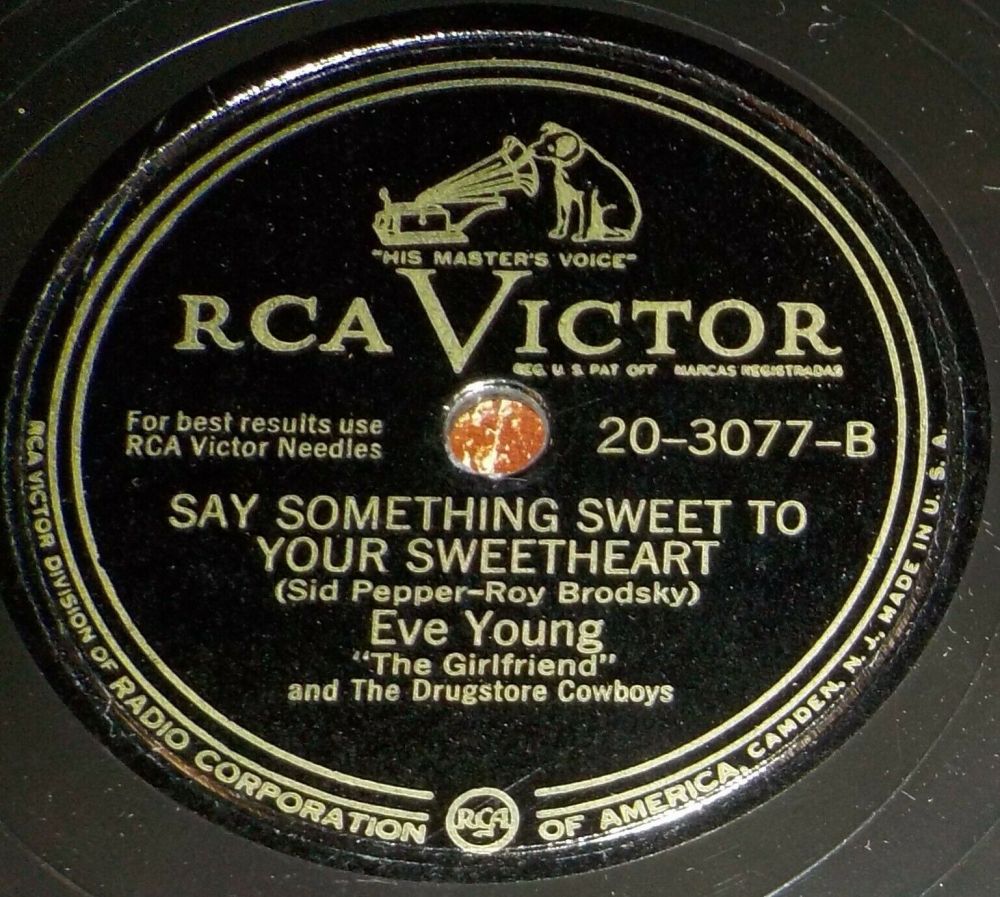 "HIS MASTER'S VOICE"
RCA VICTOR
REG. U. S. PAT OFF MARCAS REGISTRADAS
For best results use
RCA Victor Needles
20-3077-B
SAY SOMETHING SWEET TO
YOUR SWEETHEART
(Sid Pepper-Roy Brodsky)
Eve Young
"The Girlfriend"
and The Drugstore Cowboys
RCA VICTOR DIVISION OF RADIO CORPORATION OF AMERICA, CAMDEN, N. J., MADE IN U. S. A.
RCA